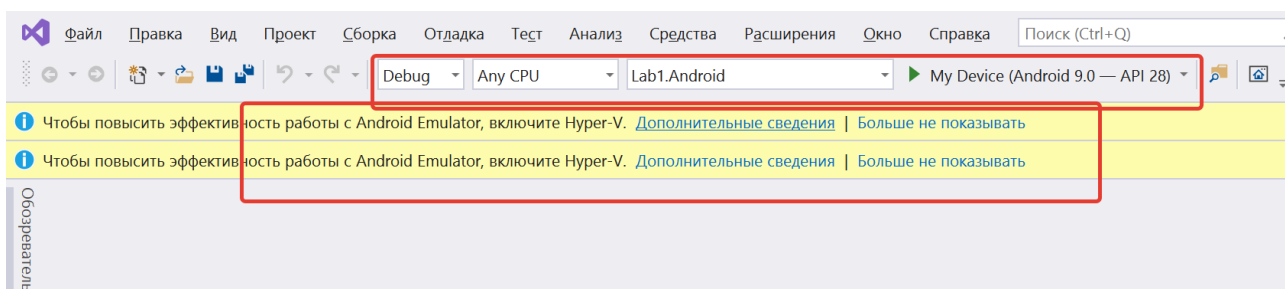 Файл Правка Вид Проект Сборка Отладка Тест Анализ Средства Расширения Окно Справка Поиск (Ctrl+Q)
Debug Any CPU Lab1.Android My Device (Android 9.0 — API 28)
Чтобы повысить эффективность работы с Android Emulator, включите Hyper-V. Дополнительные сведения | Больше не показывать
Чтобы повысить эффективность работы с Android Emulator, включите Hyper-V. Дополнительные сведения | Больше не показывать